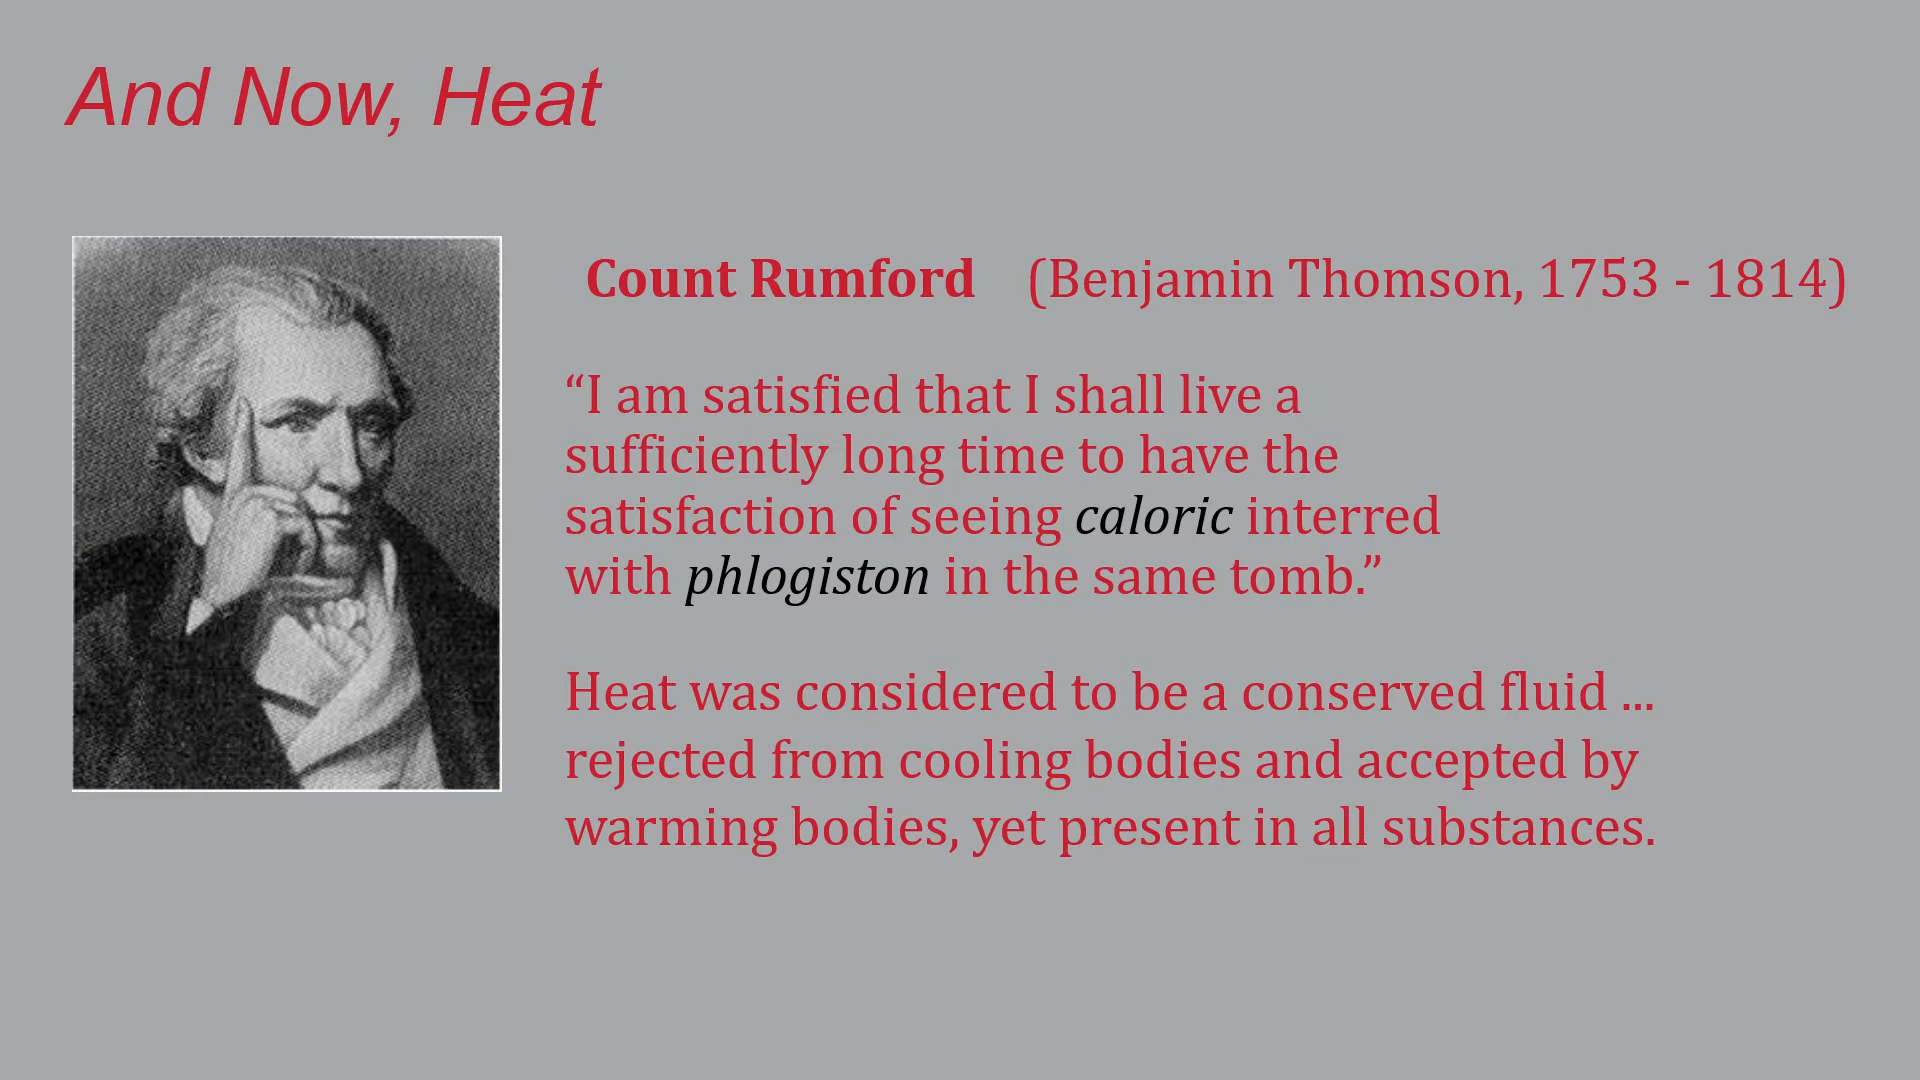 And Now, Heat
Count Rumford (Benjamin Thomson, 1753 - 1814)
“I am satisfied that I shall live a
sufficiently long time to have the
satisfaction of seeing caloric interred
with phlogiston in the same tomb.”
Heat was considered to be a conserved fluid ...
rejected from cooling bodies and accepted by
warming bodies, yet present in all substances.